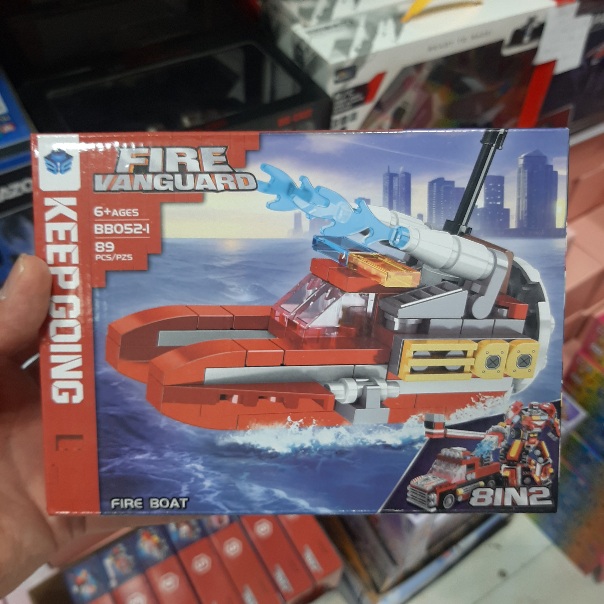 FIRE
VANGUARD
6+AGES
BB052-1
89
PCS/PZS
KEEP GOING
FIRE BOAT
8IN2